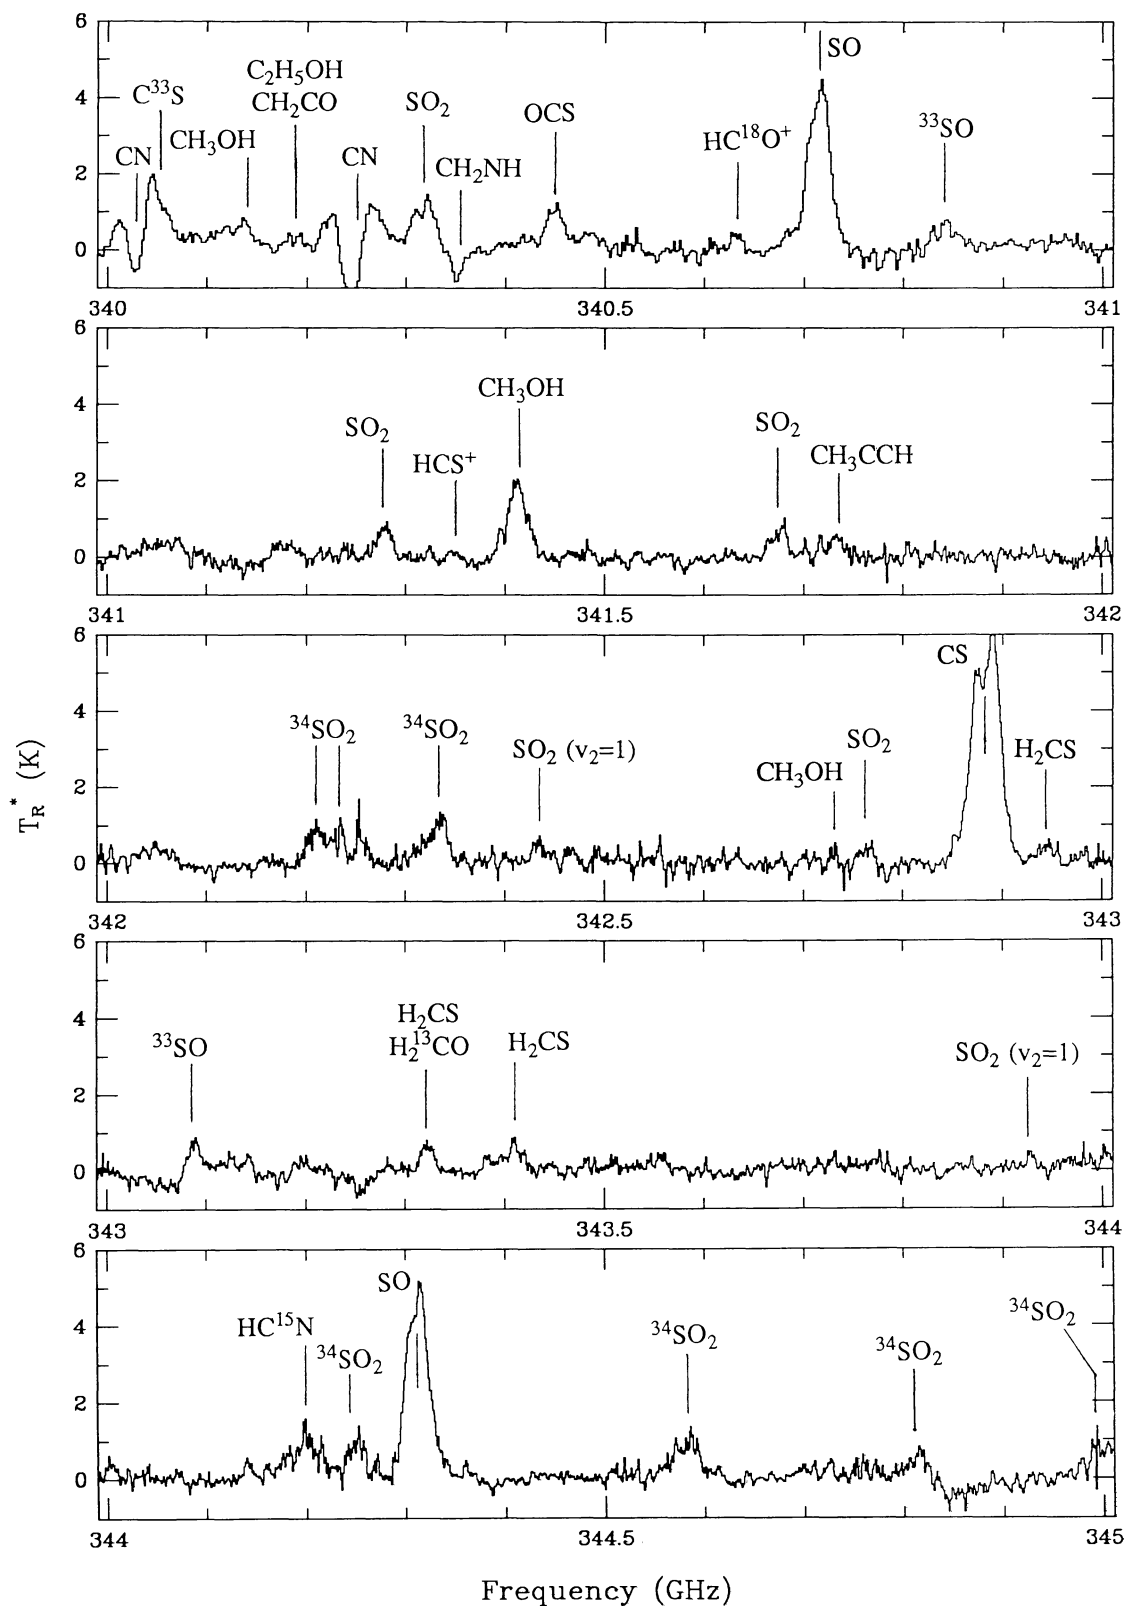 6
4
2
0
C₂H₅OH
CH₂CO
C³³S
CH₃OH
CN
CN
SO₂
CH₂NH
OCS
HC¹⁸O⁺
SO
³³SO
340
340.5
341
4
2
0
SO₂
HCS⁺
CH₃OH
SO₂
CH₃CCH
341
341.5
342
6
4
2
0
³⁴SO₂
³⁴SO₂
SO₂ (v₂=1)
CH₃OH
SO₂
CS
H₂CS
342
342.5
343
T_R* (K)
6
4
2
0
³³SO
H₂CS
H₂¹³CO
H₂CS
SO₂ (v₂=1)
343
343.5
344
6
4
2
0
HC¹⁵N
³⁴SO₂
SO
³⁴SO₂
³⁴SO₂
³⁴SO₂
344
344.5
345
Frequency (GHz)